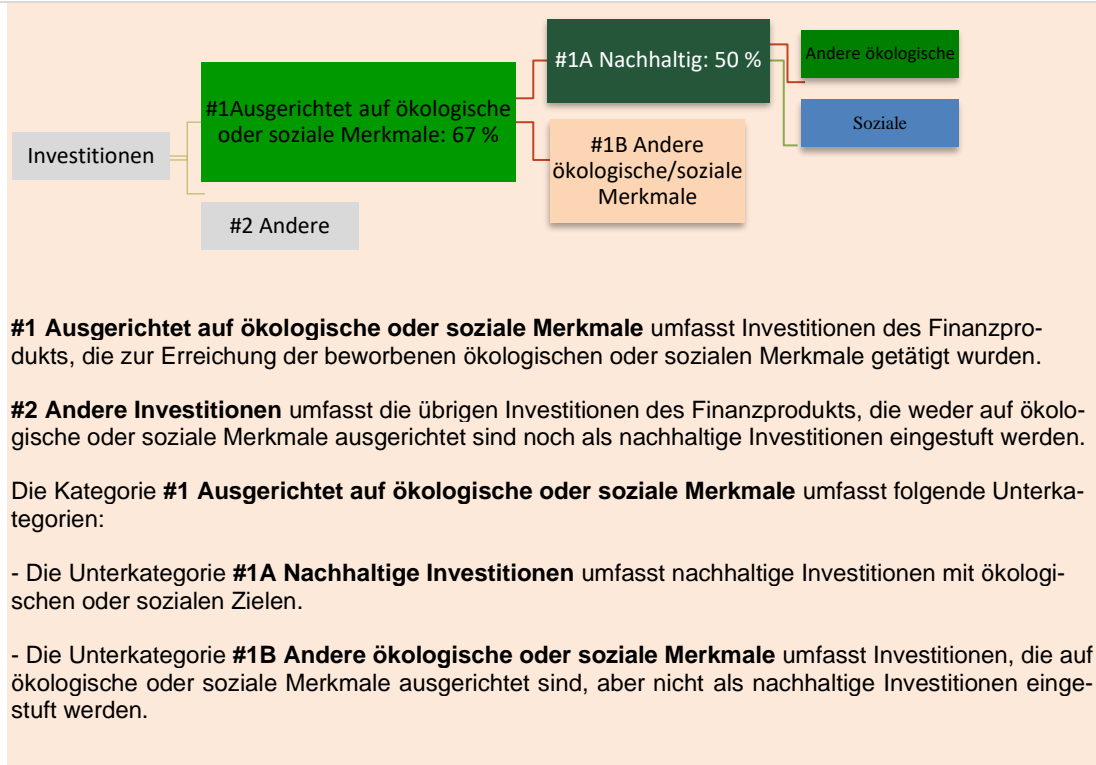 Investitionen
#1Ausgerichtet auf ökologische
oder soziale Merkmale: 67 %
#2 Andere
#1A Nachhaltig: 50 %
#1B Andere
ökologische/soziale
Merkmale
Andere ökologische
Soziale
#1 Ausgerichtet auf ökologische oder soziale Merkmale umfasst Investitionen des Finanzpro-
dukts, die zur Erreichung der beworbenen ökologischen oder sozialen Merkmale getätigt wurden.
#2 Andere Investitionen umfasst die übrigen Investitionen des Finanzprodukts, die weder auf ökolo-
gische oder soziale Merkmale ausgerichtet sind noch als nachhaltige Investitionen eingestuft werden.
Die Kategorie #1 Ausgerichtet auf ökologische oder soziale Merkmale umfasst folgende Unterka-
tegorien:
- Die Unterkategorie #1A Nachhaltige Investitionen umfasst nachhaltige Investitionen mit ökologi-
schen oder sozialen Zielen.
- Die Unterkategorie #1B Andere ökologische oder soziale Merkmale umfasst Investitionen, die auf
ökologische oder soziale Merkmale ausgerichtet sind, aber nicht als nachhaltige Investitionen einge-
stuft werden.